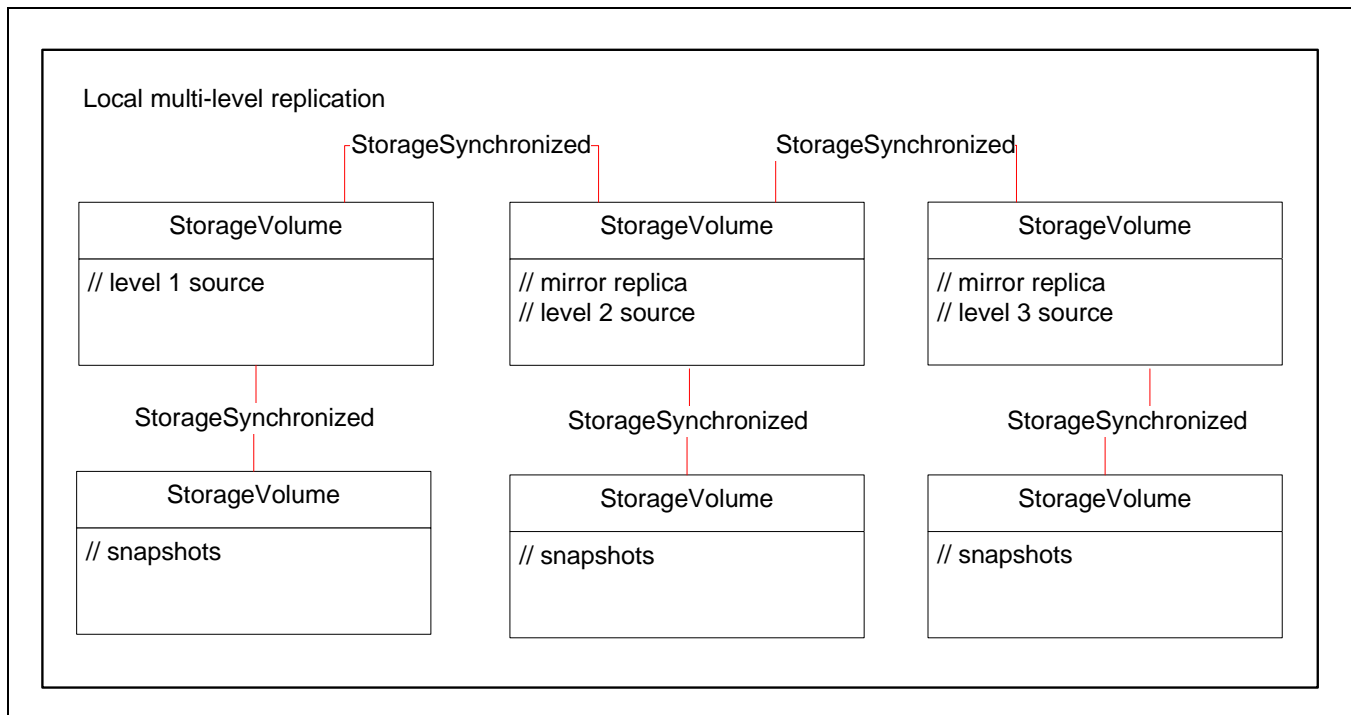 Local multi-level replication
StorageSynchronized
StorageSynchronized
StorageVolume
// level 1 source
StorageVolume
// mirror replica
// level 2 source
StorageVolume
// mirror replica
// level 3 source
StorageSynchronized
StorageSynchronized
StorageSynchronized
StorageVolume
// snapshots
StorageVolume
// snapshots
StorageVolume
// snapshots